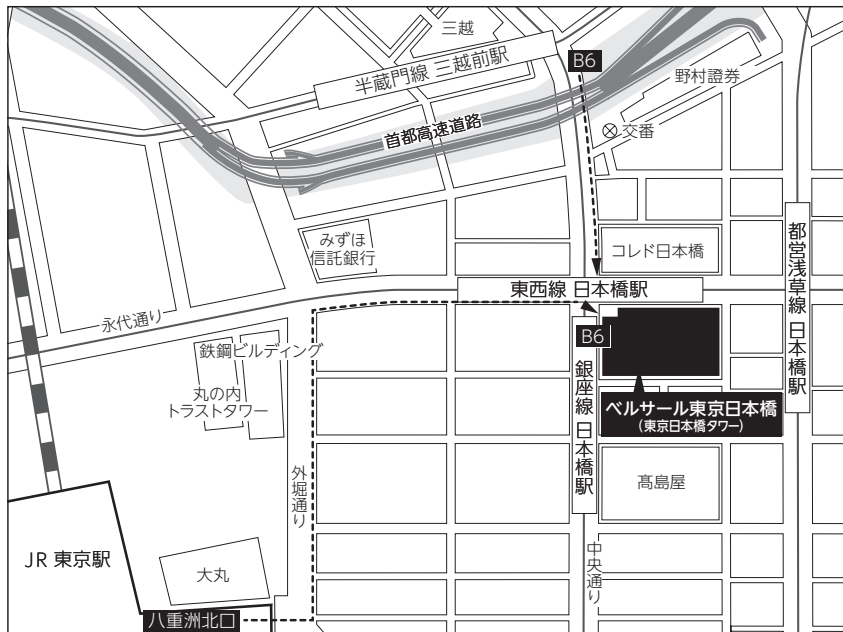 三越
半蔵門線 三越前駅
B6
野村證券
交番
首都高速道路
みずほ
信託銀行
コレド日本橋
都営浅草線 日本橋駅
東西線 日本橋駅
永代通り
鉄鋼ビルディング
丸の内
トラストタワー
B6
銀座線 日本橋駅
ベルサール東京日本橋
(東京日本橋タワー)
外堀通り
髙島屋
中央通り
JR 東京駅
大丸
八重洲北口